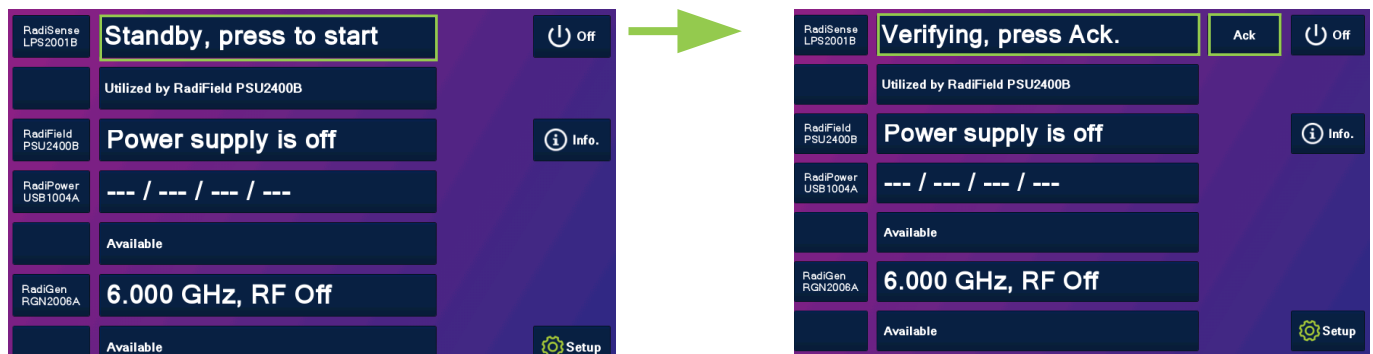 RadiSense
LPS2001B
Standby, press to start
Off
Utilized by RadiField PSU2400B
RadiField
PSU2400B
Power supply is off
Info.
RadiPower
USB1004A
--- / --- / --- / ---
Available
RadiGen
RGN2006A
6.000 GHz, RF Off
Available
Setup
RadiSense
LPS2001B
Verifying, press Ack.
Ack
Off
Utilized by RadiField PSU2400B
RadiField
PSU2400B
Power supply is off
Info.
RadiPower
USB1004A
--- / --- / --- / ---
Available
RadiGen
RGN2006A
6.000 GHz, RF Off
Available
Setup